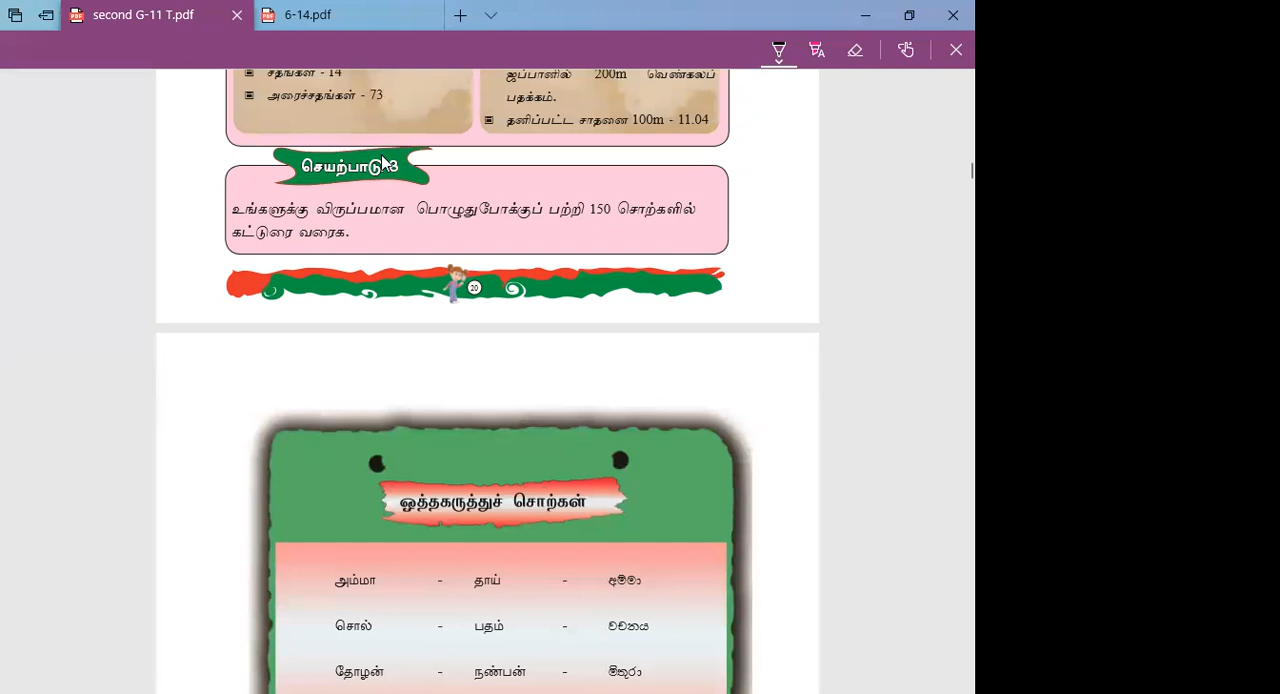 second G-11 T.pdf
6-14.pdf
சதங்கள் - 14
அரைச்சதங்கள் - 73
ஜப்பானில் 200m வெண்கலப்
பதக்கம்.
தனிப்பட்ட சாதனை 100m - 11.04
செயற்பாடு 3
உங்களுக்கு விருப்பமான பொழுதுபோக்குப் பற்றி 150 சொற்களில்
கட்டுரை வரைக.
20
ஒத்தகருத்துச் சொற்கள்
அம்மா - தாய் - අම්මා
சொல் - பதம் - වචනය
தோழன் - நண்பன் - මිතුරා